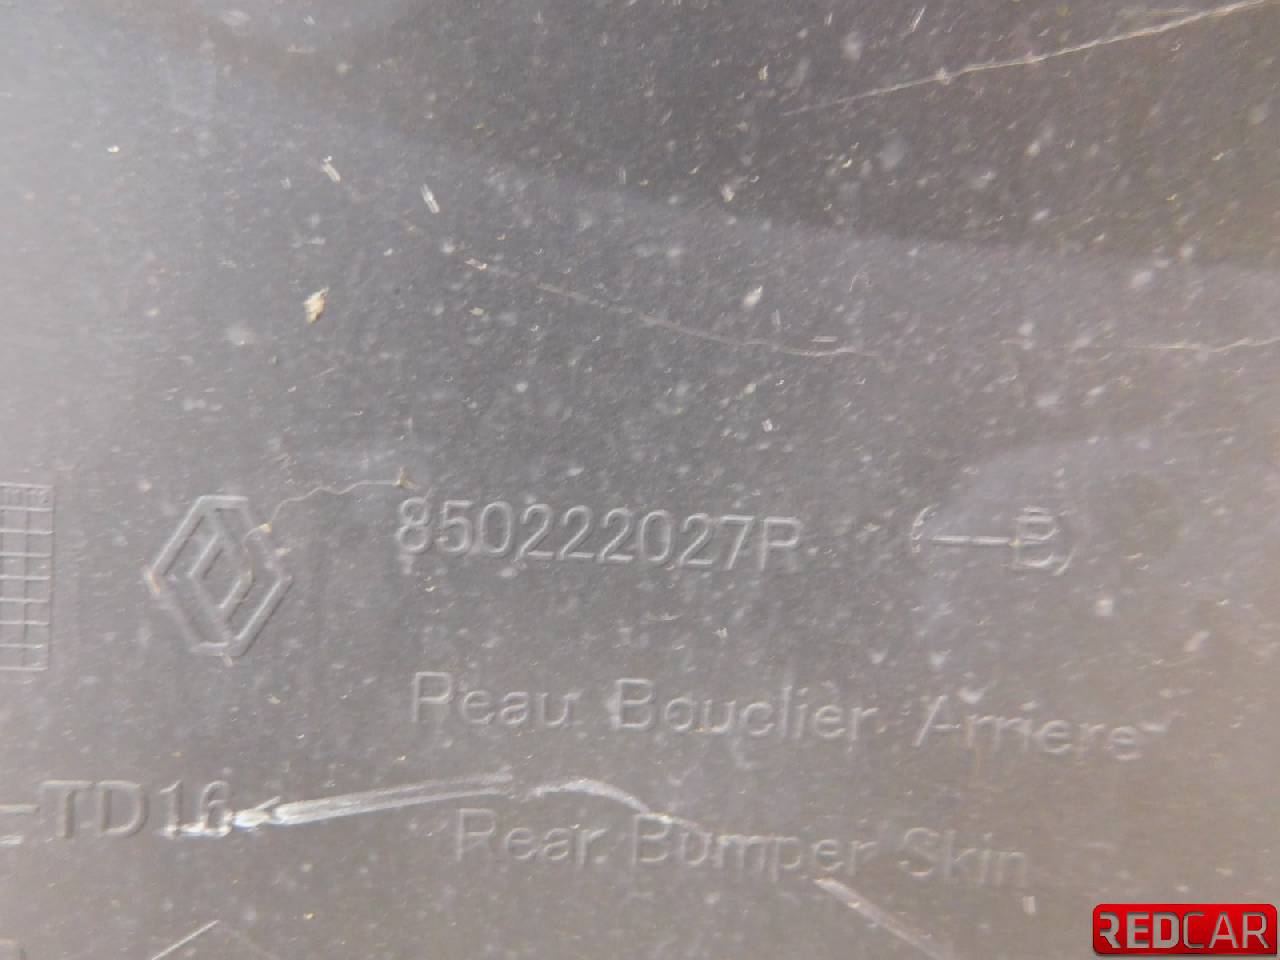 850222027R (—B)
Peau Bouclier Arriere
-TD16
Rear Bumper Skin
REDCAR